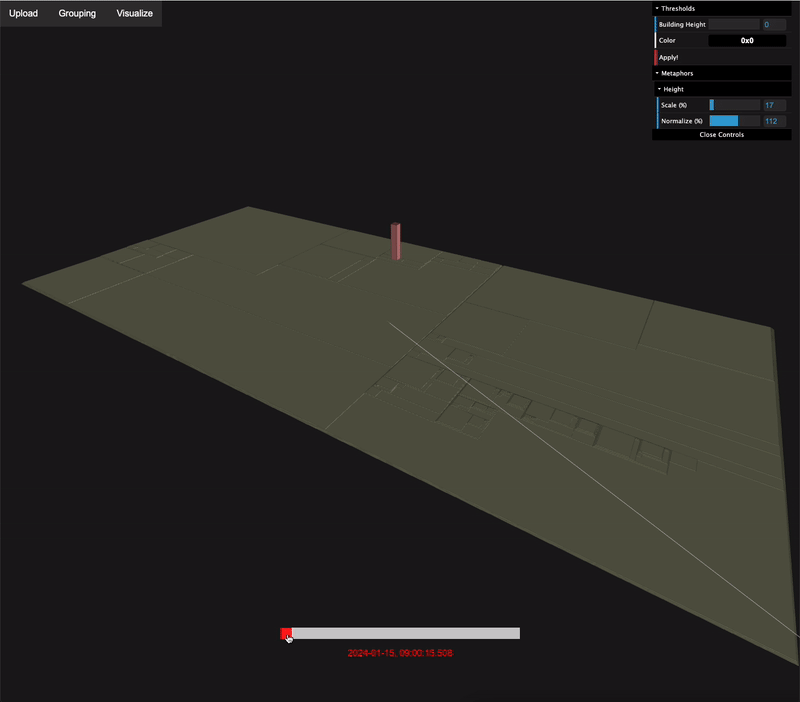 Upload Grouping Visualize
Thresholds
Building Height 0
Color 0x0
Apply!
Metaphors
Height
Scale (%) 17
Normalize (%) 112
Close Controls
2024-01-15, 09:00:15.508